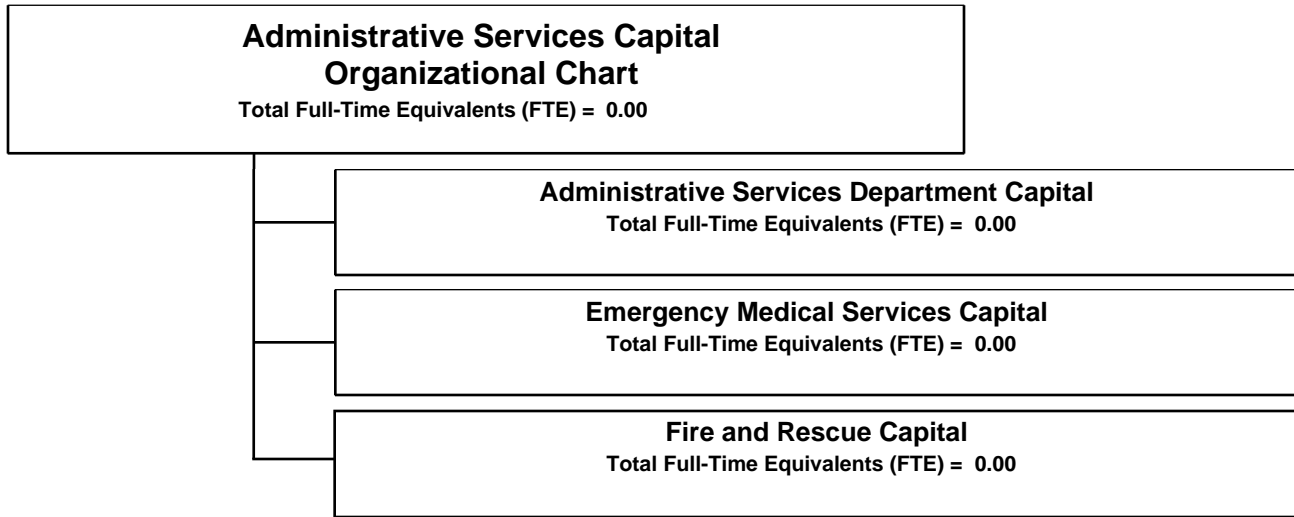 Administrative Services Capital
Organizational Chart
Total Full-Time Equivalents (FTE) = 0.00
Administrative Services Department Capital
Total Full-Time Equivalents (FTE) = 0.00
Emergency Medical Services Capital
Total Full-Time Equivalents (FTE) = 0.00
Fire and Rescue Capital
Total Full-Time Equivalents (FTE) = 0.00